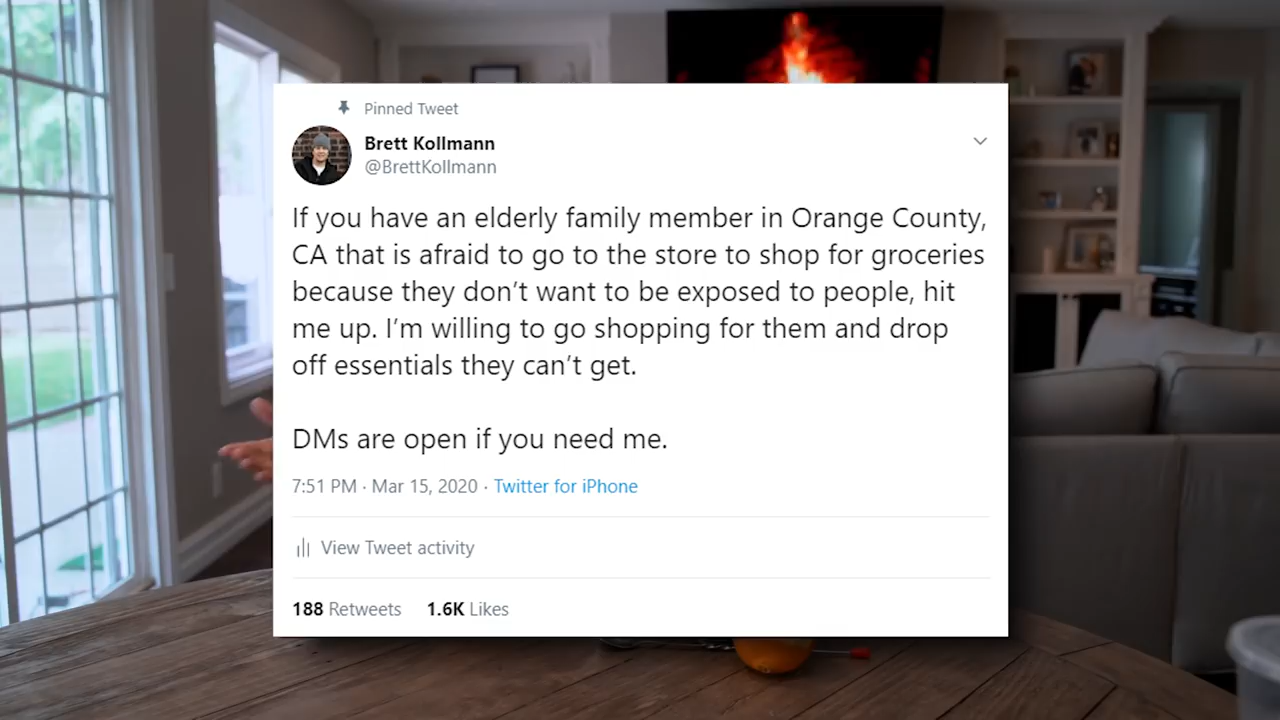 Pinned Tweet
Brett Kollmann
@BrettKollmann
If you have an elderly family member in Orange County,
CA that is afraid to go to the store to shop for groceries
because they don’t want to be exposed to people, hit
me up. I’m willing to go shopping for them and drop
off essentials they can’t get.
DMs are open if you need me.
7:51 PM · Mar 15, 2020 · Twitter for iPhone
View Tweet activity
188 Retweets 1.6K Likes